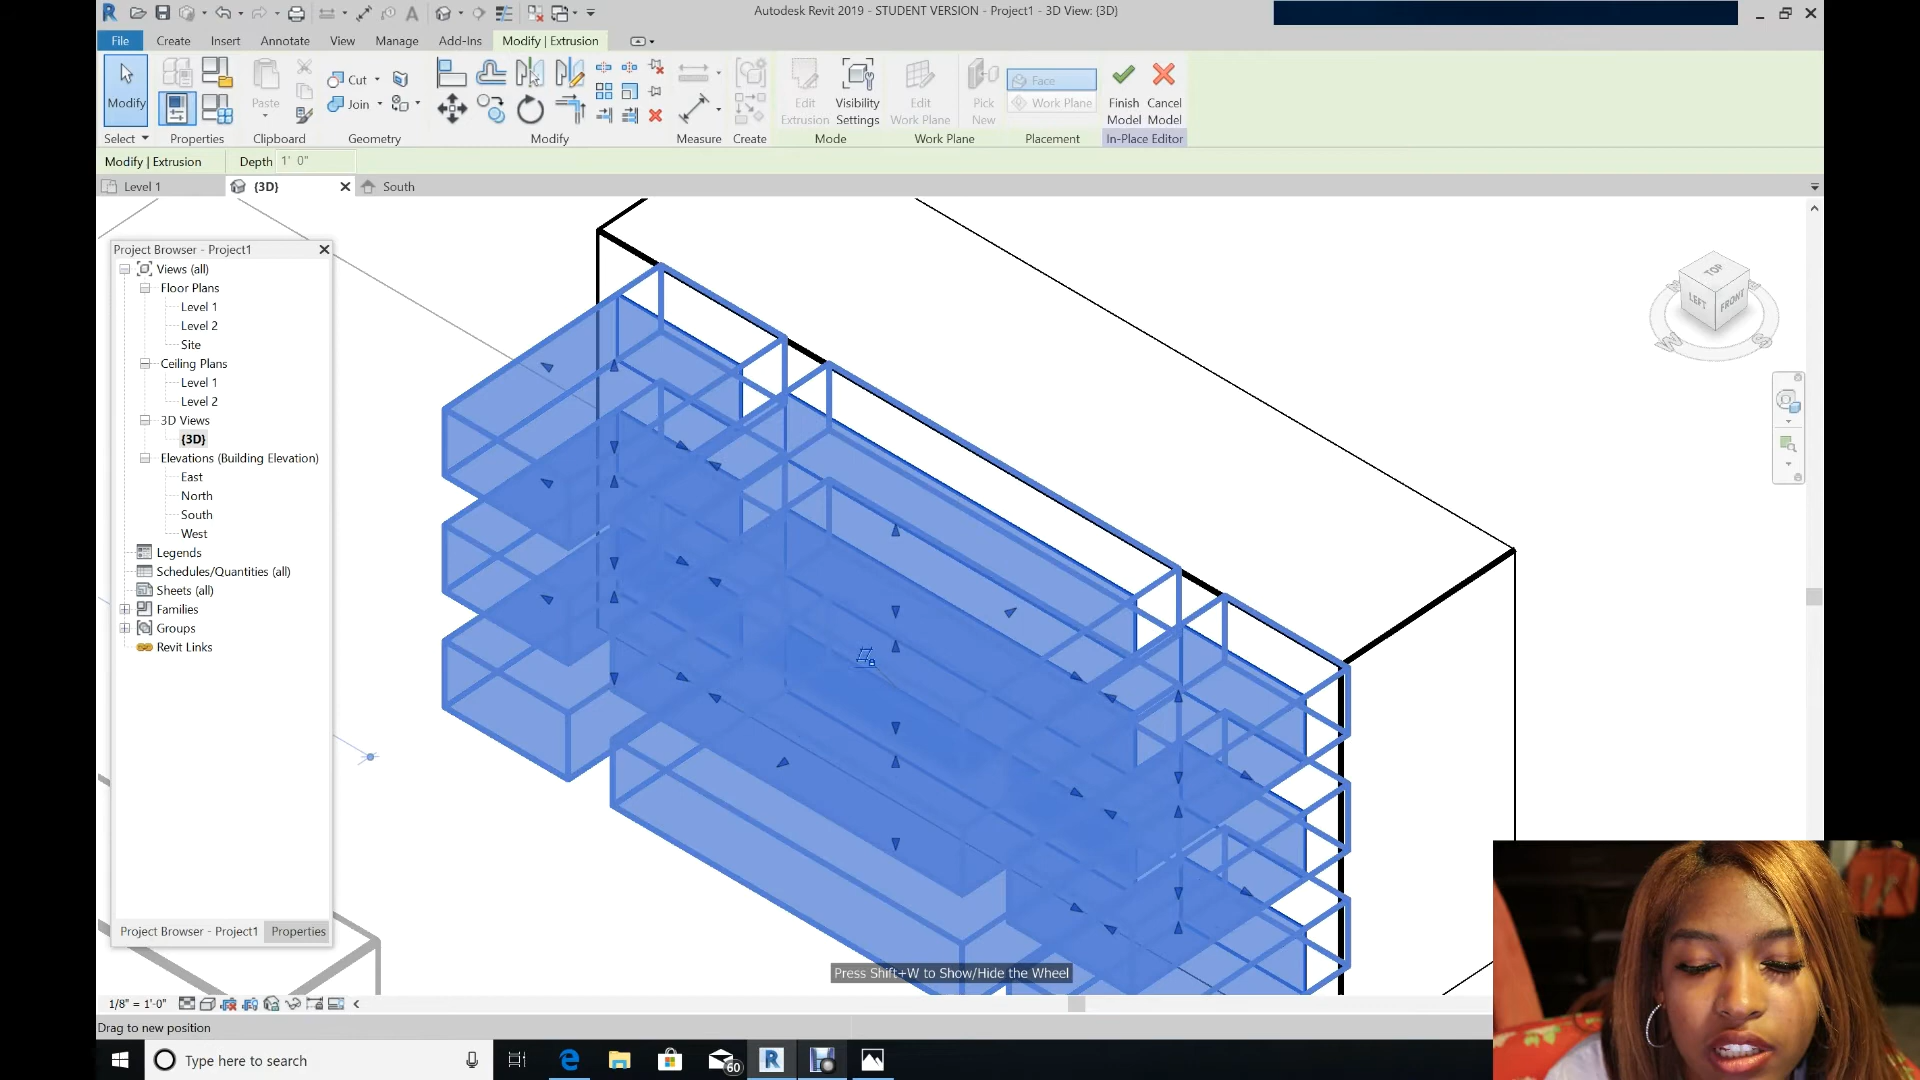 Autodesk Revit 2019 - STUDENT VERSION - Project1 - 3D View: {3D}
File Create Insert Annotate View Manage Add-Ins Modify | Extrusion
Modify
Paste
Cut
Join
Edit Extrusion
Visibility Settings
Edit Work Plane
Pick New
Face
Work Plane
Finish Model
Cancel Model
Select Properties Clipboard Geometry Modify Measure Create Mode Work Plane Placement In-Place Editor
Modify | Extrusion Depth 1' 0"
Level 1 {3D} South
Project Browser - Project1
Views (all)
Floor Plans
Level 1
Level 2
Site
Ceiling Plans
Level 1
Level 2
3D Views
{3D}
Elevations (Building Elevation)
East
North
South
West
Legends
Schedules/Quantities (all)
Sheets (all)
Families
Groups
Revit Links
Project Browser - Project1 Properties
TOP
LEFT FRONT
W S
Press Shift+W to Show/Hide the Wheel
1/8" = 1'-0"
Drag to new position
Type here to search
60